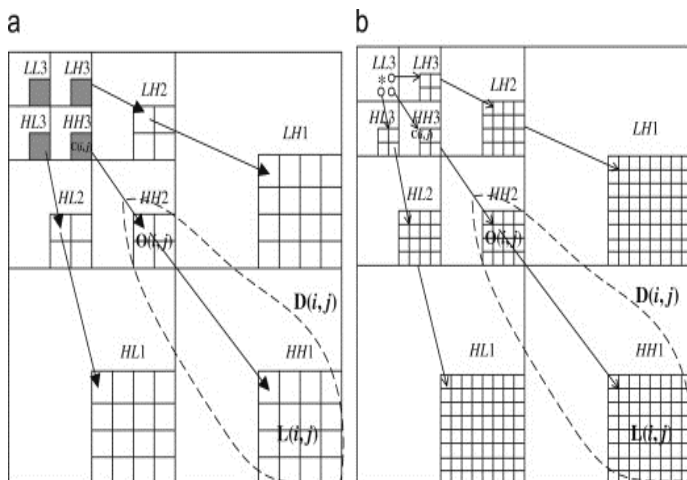 a
LL3 LH3
HL3 HH3
C(i,j)
LH2
LH1
HL2 HH2
O(i,j)
D(i,j)
HL1 HH1
L(i,j)
b
LL3 LH3
*
HL3 HH3
C(i,j)
LH2
LH1
HL2 HH2
O(i,j)
D(i,j)
HL1 HH1
L(i,j)